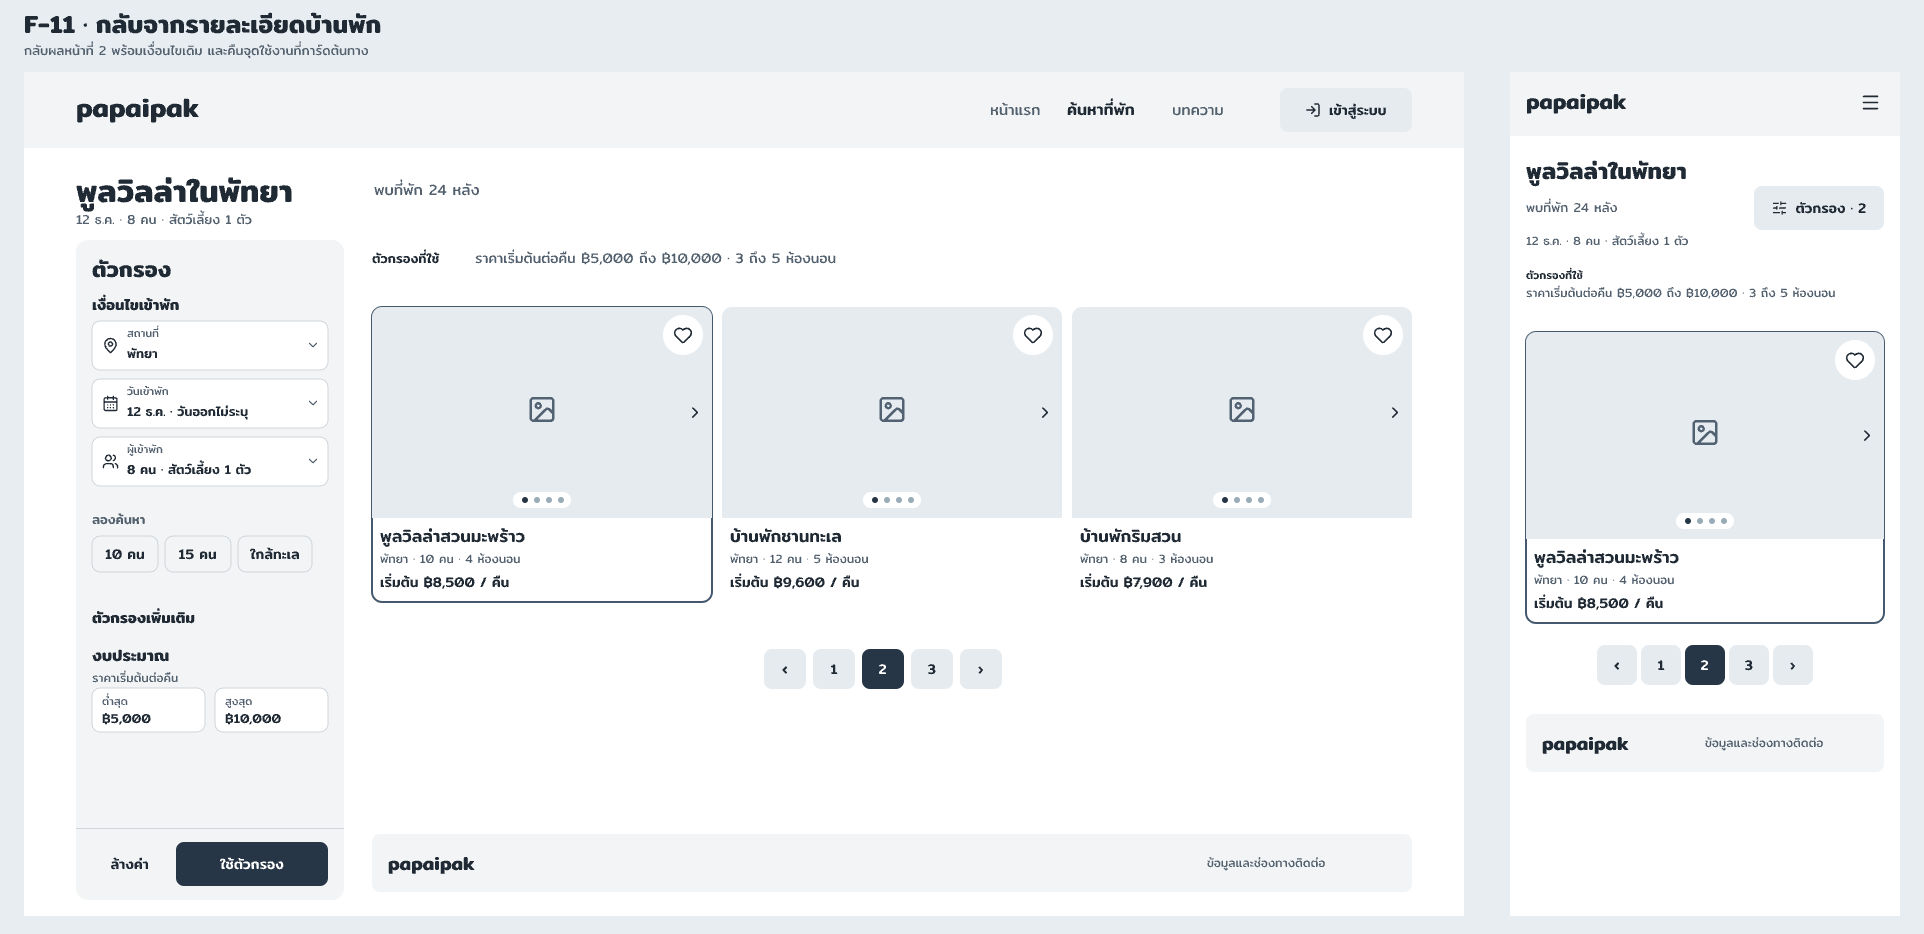 F-11 · กลับจากรายละเอียดบ้านพัก
กลับผลหน้าที่ 2 พร้อมเงื่อนไขเดิม และคืนจุดใช้งานที่การ์ดต้นทาง
papaipak
หน้าแรก
ค้นหาที่พัก
บทความ
เข้าสู่ระบบ
พูลวิลล่าในพัทยา
12 ธ.ค. · 8 คน · สัตว์เลี้ยง 1 ตัว
ตัวกรอง
เงื่อนไขเข้าพัก
สถานที่
พัทยา
วันเข้าพัก
12 ธ.ค. · วันออกไม่ระบุ
ผู้เข้าพัก
8 คน · สัตว์เลี้ยง 1 ตัว
ลองค้นหา
10 คน
15 คน
ใกล้ทะเล
ตัวกรองเพิ่มเติม
งบประมาณ
ราคาเริ่มต้นต่อคืน
ต่ำสุด
฿5,000
สูงสุด
฿10,000
ล้างค่า
ใช้ตัวกรอง
พบที่พัก 24 หลัง
ตัวกรองที่ใช้
ราคาเริ่มต้นต่อคืน ฿5,000 ถึง ฿10,000 · 3 ถึง 5 ห้องนอน
พูลวิลล่าสวนมะพร้าว
พัทยา · 10 คน · 4 ห้องนอน
เริ่มต้น ฿8,500 / คืน
บ้านพักชานทะเล
พัทยา · 12 คน · 5 ห้องนอน
เริ่มต้น ฿9,600 / คืน
บ้านพักริมสวน
พัทยา · 8 คน · 3 ห้องนอน
เริ่มต้น ฿7,900 / คืน
‹ 1 2 3 ›
papaipak
ข้อมูลและช่องทางติดต่อ
papaipak
พูลวิลล่าในพัทยา
พบที่พัก 24 หลัง
ตัวกรอง · 2
12 ธ.ค. · 8 คน · สัตว์เลี้ยง 1 ตัว
ตัวกรองที่ใช้
ราคาเริ่มต้นต่อคืน ฿5,000 ถึง ฿10,000 · 3 ถึง 5 ห้องนอน
พูลวิลล่าสวนมะพร้าว
พัทยา · 10 คน · 4 ห้องนอน
เริ่มต้น ฿8,500 / คืน
‹ 1 2 3 ›
papaipak
ข้อมูลและช่องทางติดต่อ